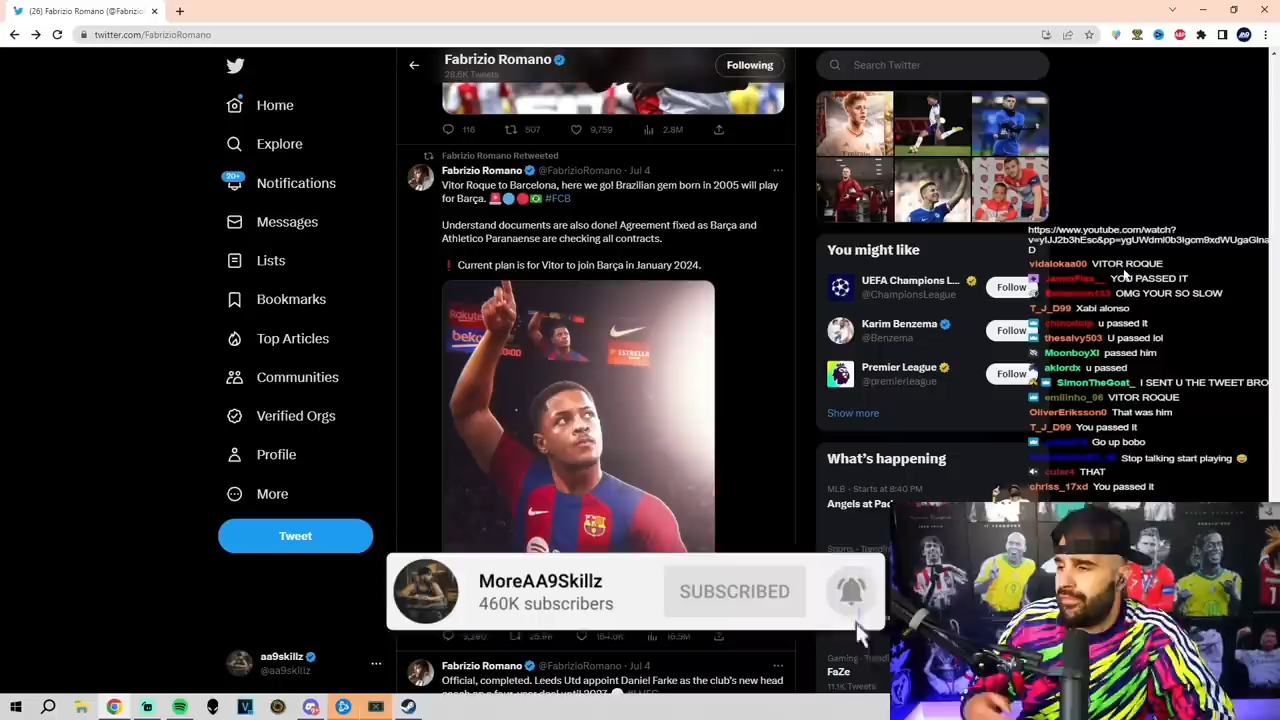 (26) Fabrizio Romano (@Fabrizio
twitter.com/FabrizioRomano
Home
Explore
20+
Notifications
Messages
Lists
Bookmarks
Top Articles
Communities
Verified Orgs
Profile
More
Tweet
aa9skillz
@aa9skillz
Fabrizio Romano
28.6K Tweets
Following
116
507
9,759
2.8M
Fabrizio Romano Retweeted
Fabrizio Romano @FabrizioRomano · Jul 4
Vitor Roque to Barcelona, here we go! Brazilian gem born in 2005 will play
for Barça. #FCB
Understand documents are also done! Agreement fixed as Barça and
Athletico Paranaense are checking all contracts.
Current plan is for Vitor to join Barça in January 2024.
Rakuten
beko
ESTRELLA
MoreAA9Skillz
460K subscribers
SUBSCRIBED
Fabrizio Romano @FabrizioRomano · Jul 4
Official, completed. Leeds Utd appoint Daniel Farke as the club's new head
Search Twitter
You might like
UEFA Champions L...
@ChampionsLeague
Follow
Karim Benzema
@Benzema
Follow
Premier League
@premierleague
Follow
Show more
What's happening
MLB · Starts at 8:40 PM
Angels at Pad
Gaming · Trending
FaZe
11.1K Tweets
https://www.youtube.com/watch?
vidalokaa00 VITOR ROQUE
YOU PASSED IT
OMG YOUR SO SLOW
T_J_D99 Xabi alonso
u passed it
thesalvy503 U passed lol
MoonboyXI passed him
aklordx u passed
SimonTheGoat_ I SENT U THE TWEET BRO
emilinho_96 VITOR ROQUE
OliverEriksson0 That was him
T_J_D99 You passed it
Go up bobo
Stop talking start playing
culer4 THAT
chriss_17xd You passed it